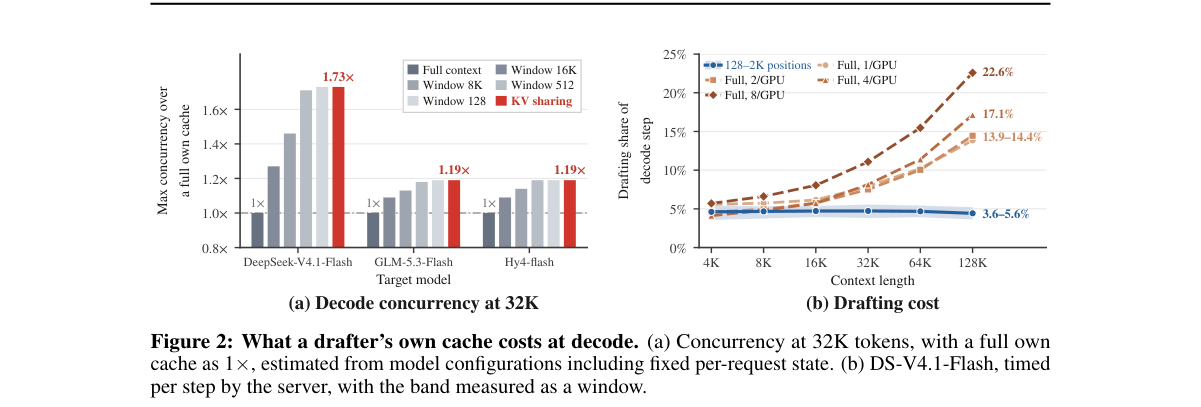 Max concurrency over
a full own cache
1.6×
1.4×
1.2×
1.0×
0.8×
1×
1.73×
1×
1.19×
1×
1.19×
Full context
Window 16K
Window 8K
Window 512
Window 128
KV sharing
DeepSeek-V4.1-Flash
GLM-5.3-Flash
Hy4-flash
Target model
(a) Decode concurrency at 32K
Drafting share of
decode step
25%
20%
15%
10%
5%
0%
128–2K positions
Full, 1/GPU
Full, 2/GPU
Full, 4/GPU
Full, 8/GPU
22.6%
17.1%
13.9–14.4%
3.6–5.6%
4K
8K
16K
32K
64K
128K
Context length
(b) Drafting cost
Figure 2: What a drafter's own cache costs at decode. (a) Concurrency at 32K tokens, with a full own
cache as 1×, estimated from model configurations including fixed per-request state. (b) DS-V4.1-Flash, timed
per step by the server, with the band measured as a window.